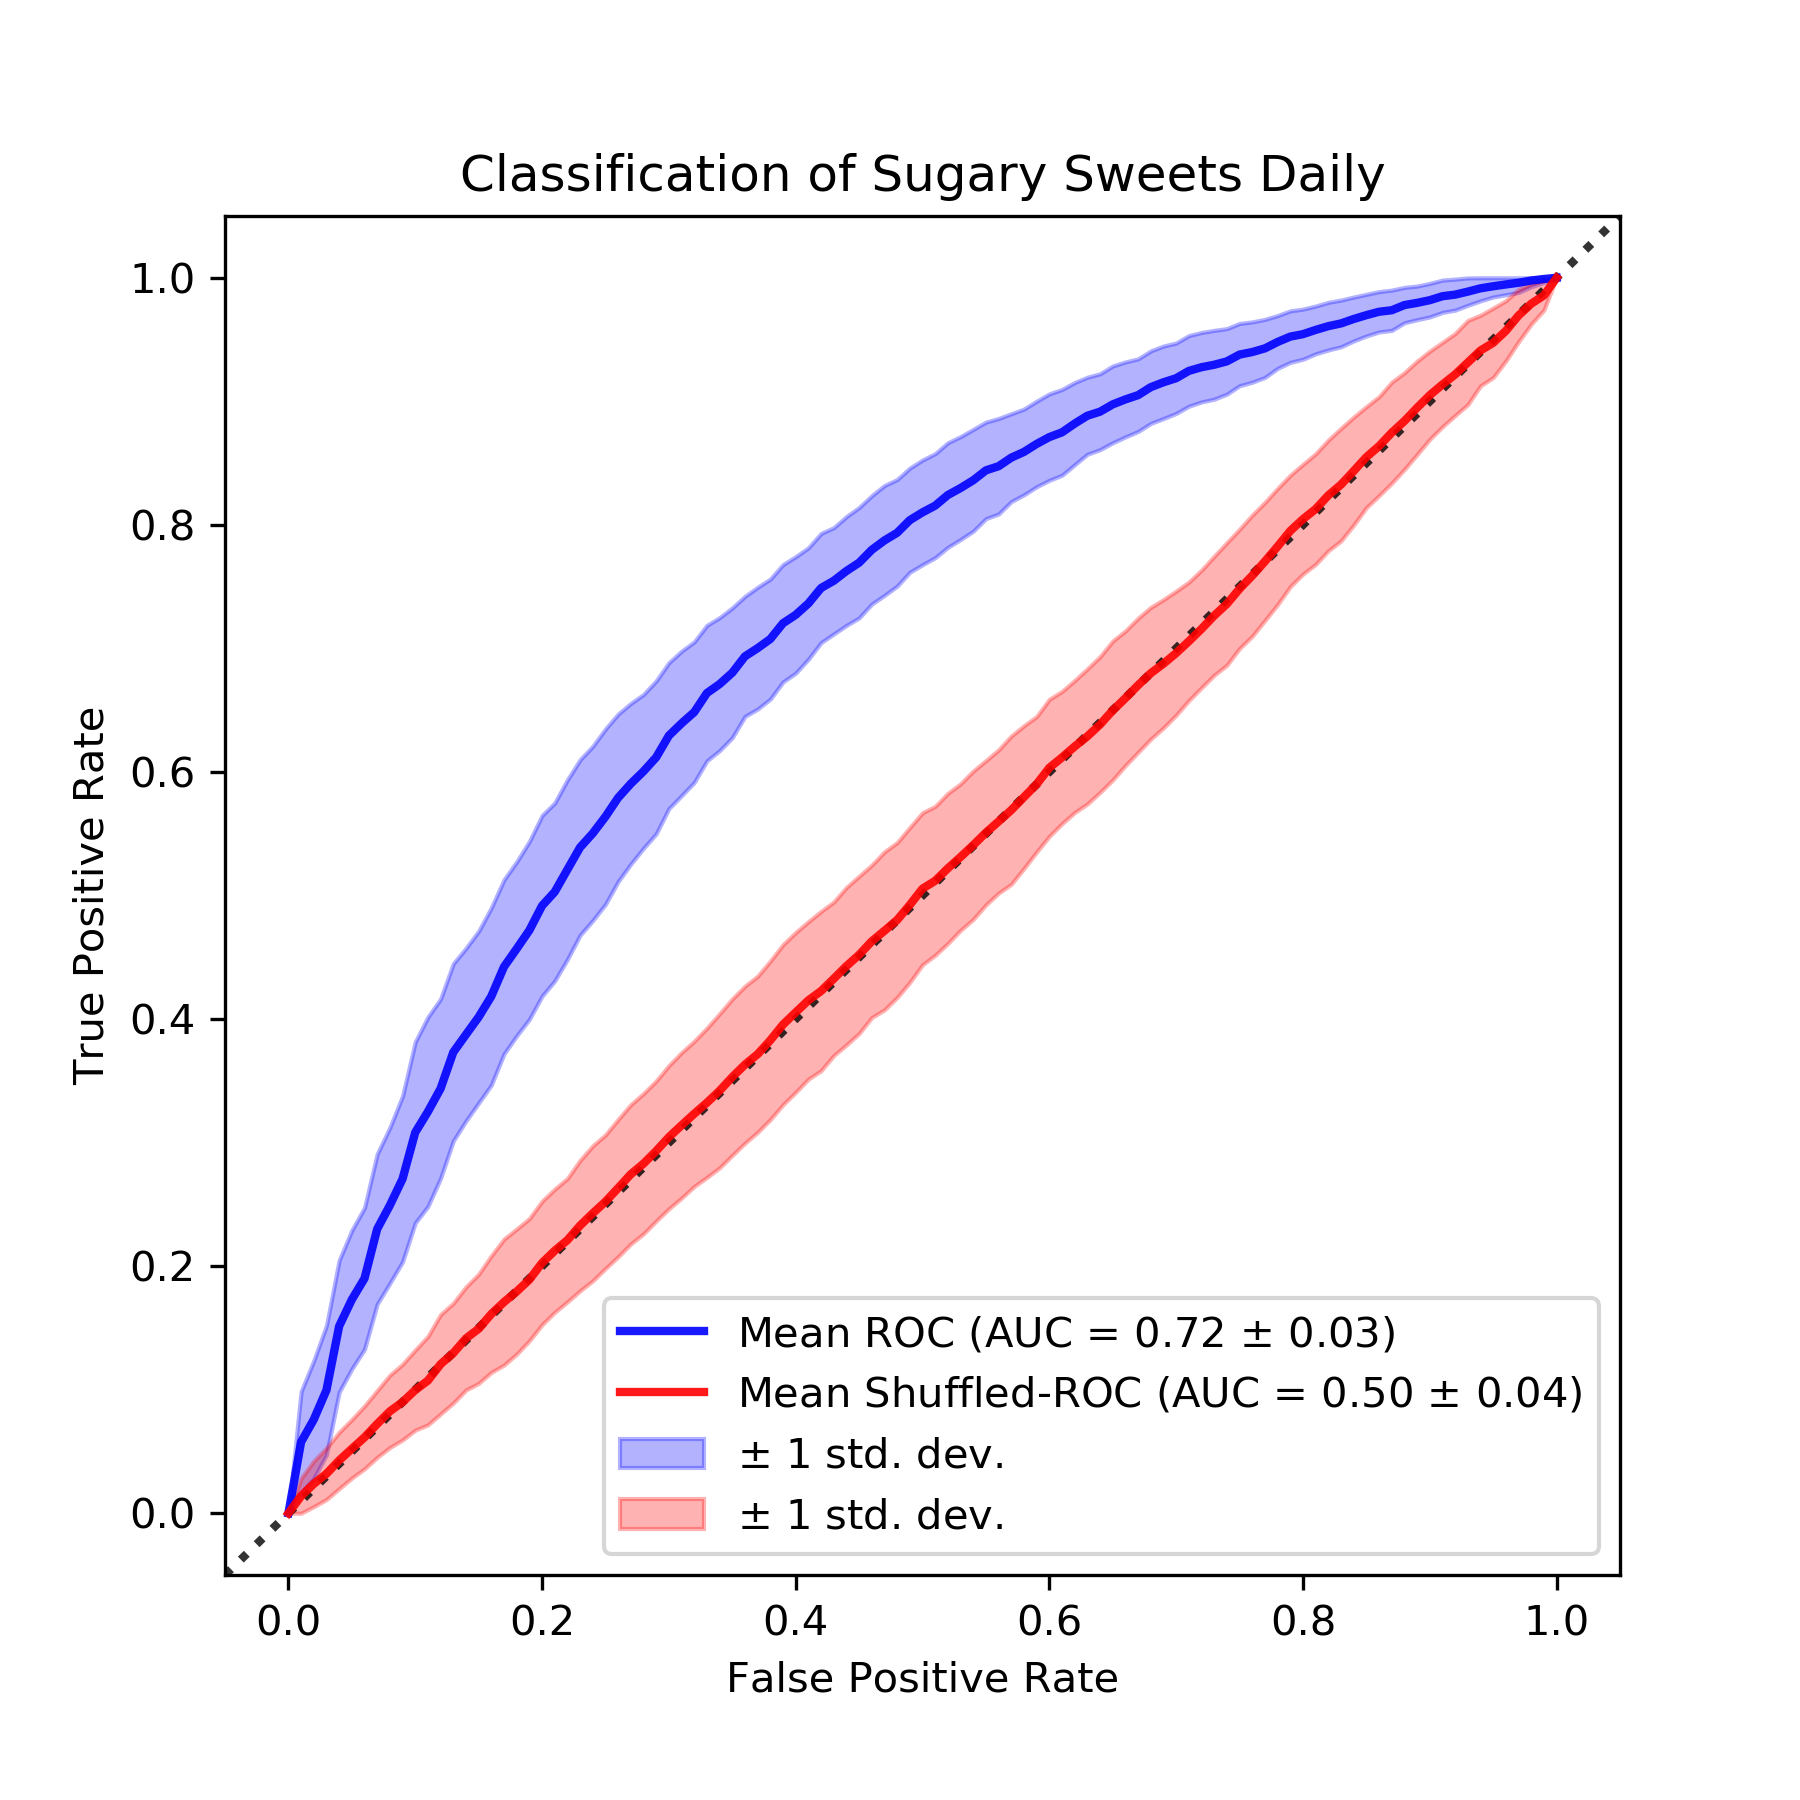 Classification of Sugary Sweets Daily
1.0
0.8
0.6
0.4
0.2
0.0
True Positive Rate
Mean ROC (AUC = 0.72 ± 0.03)
Mean Shuffled-ROC (AUC = 0.50 ± 0.04)
± 1 std. dev.
± 1 std. dev.
0.0 0.2 0.4 0.6 0.8 1.0
False Positive Rate